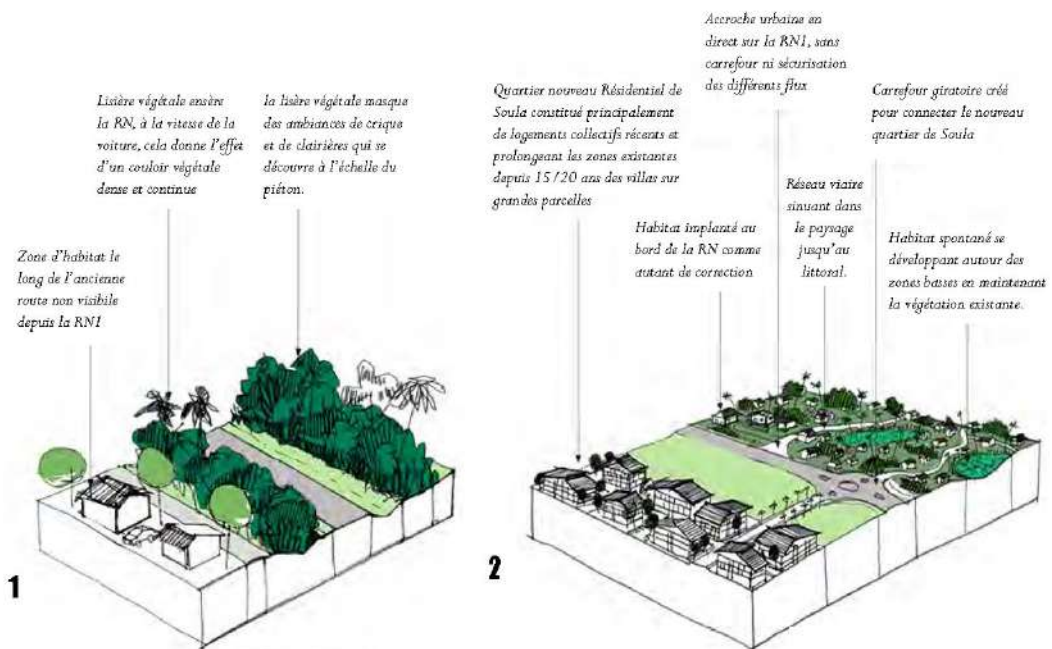 Lisière végétale ensère
la RN, à la vitesse de la
voiture, cela donne l'effet
d'un couloir végétale
dense et continue
la lisère végétale masque
des ambiances de crique
et de clairières qui se
découvre à l'échelle du
piéton.
Zone d'habitat le
long de l'ancienne
route non visibile
depuis la RN1
1
Accroche urbaine en
direct sur la RN1, sans
carrefour ni sécurisation
des différents flux
Quartier nouveau Résidentiel de
Soula constitué principalement
de logements collectifs récents et
prolongeant les zones existantes
depuis 15/20 ans des villas sur
grandes parcelles
Carrefour giratoire créé
pour connecter le nouveau
quartier de Soula
Habitat implanté au
bord de la RN comme
autant de correction
Réseau viaire
sinuant dans
le paysage
jusqu'au
littoral.
Habitat spontané se
développant autour des
zones basses en maintenant
la végétation existante.
2